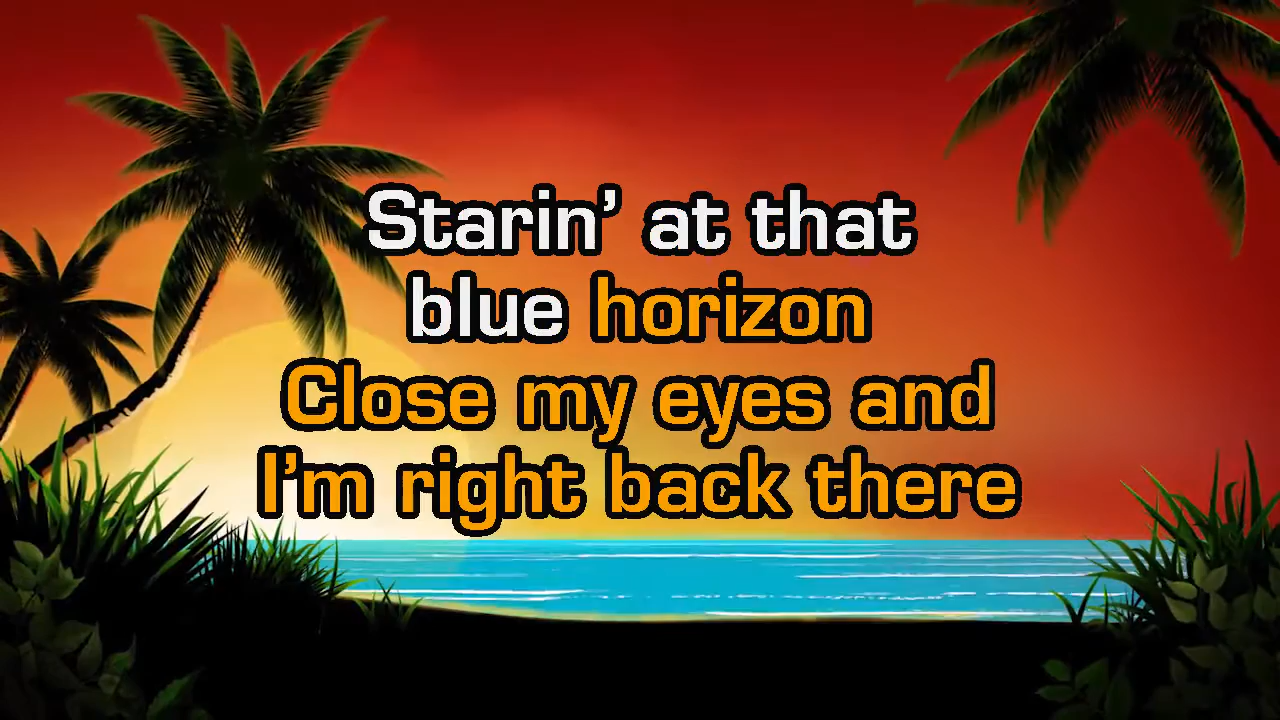 Starin’ at that
blue horizon
Close my eyes and
I’m right back there